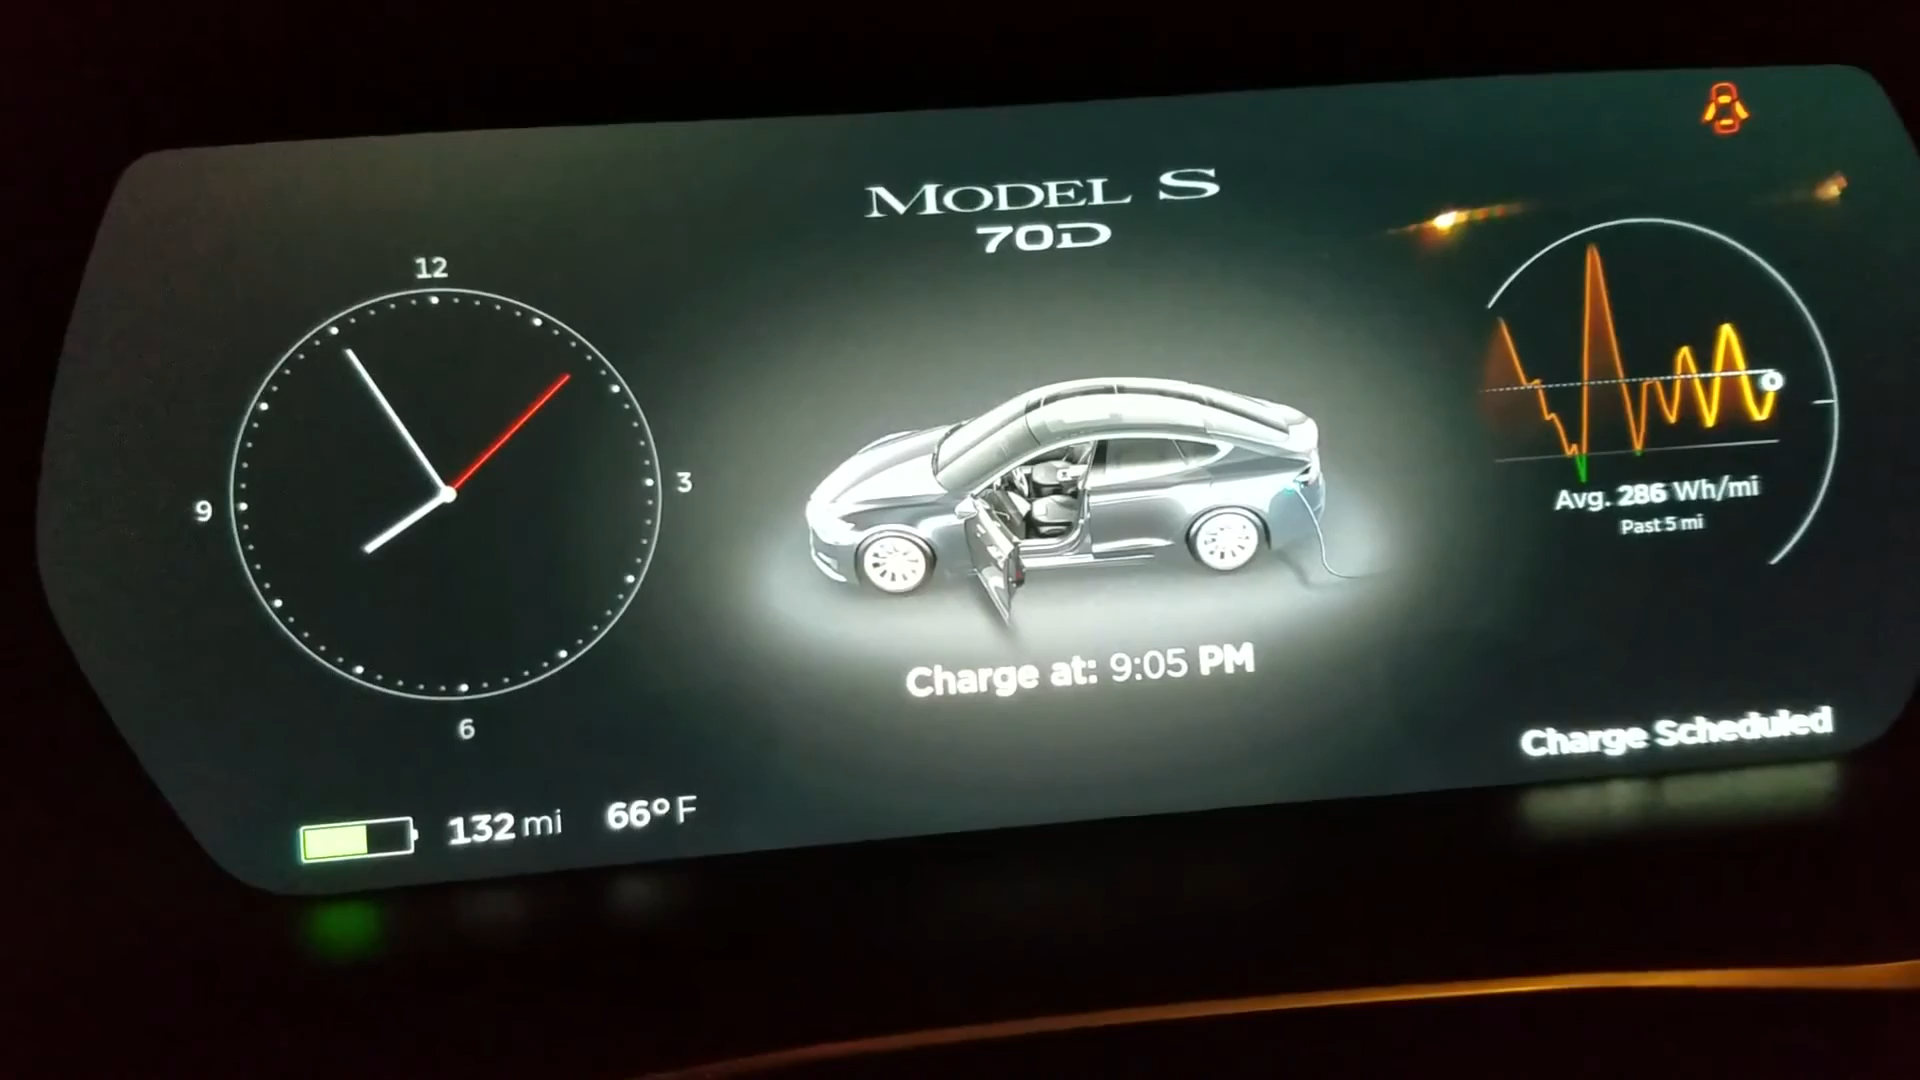 MODEL S
70D
12
9
3
6
Avg. 286 Wh/mi
Past 5 mi
Charge at: 9:05 PM
Charge Scheduled
132 mi 66° F